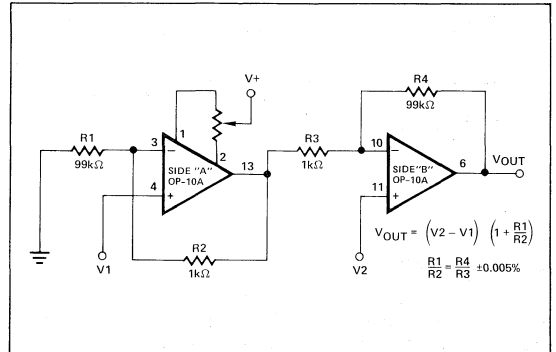 V+
R1
99kΩ
1
2
3
4
13
SIDE "A"
OP-10A
−
+
V1
R2
1kΩ
R3
1kΩ
R4
99kΩ
10
11
6
SIDE"B"
OP-10A
−
+
VOUT
V2
VOUT = (V2 − V1) (1 + R1/R2)
R1/R2 = R4/R3 ±0.005%